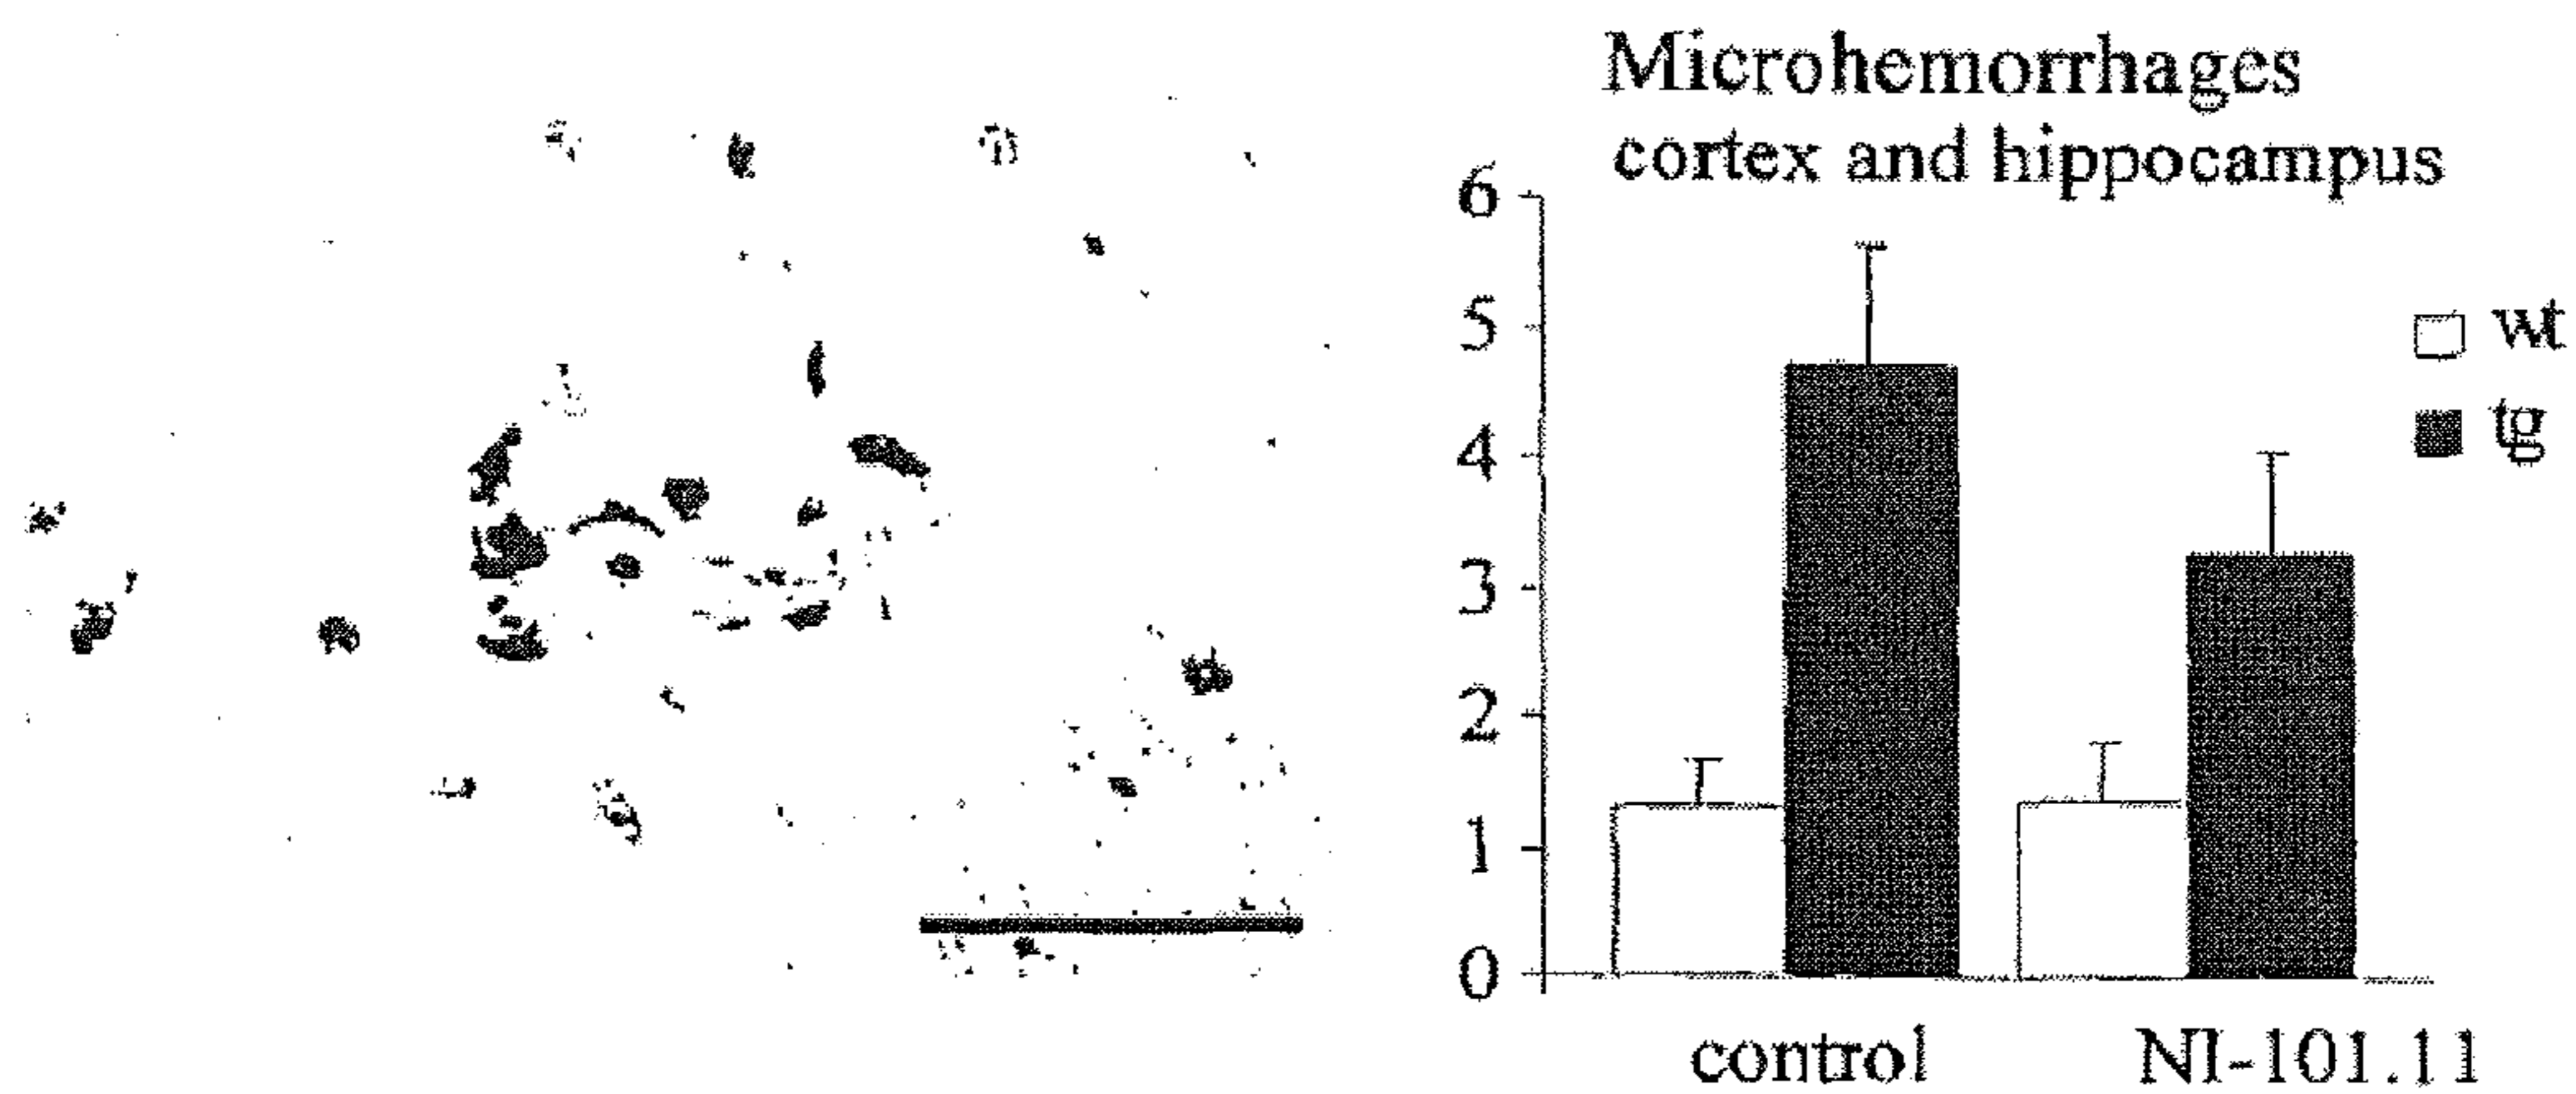 Microhemorrhages
cortex and hippocampus
6
5
4
3
2
1
0
wt
tg
control
NI-101.11